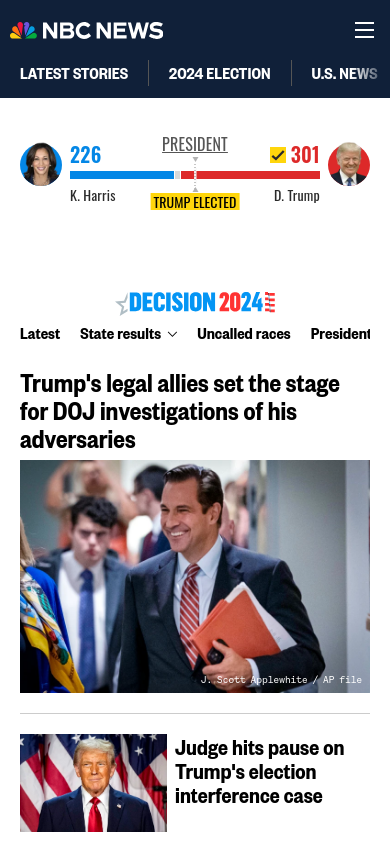 NBC NEWS
LATEST STORIES
2024 ELECTION
U.S. NEWS
PRESIDENT
226
301
K. Harris
D. Trump
TRUMP ELECTED
DECISION 2024
Latest
State results
Uncalled races
President
Trump's legal allies set the stage
for DOJ investigations of his
adversaries
J. Scott Applewhite / AP file
Judge hits pause on
Trump's election
interference case